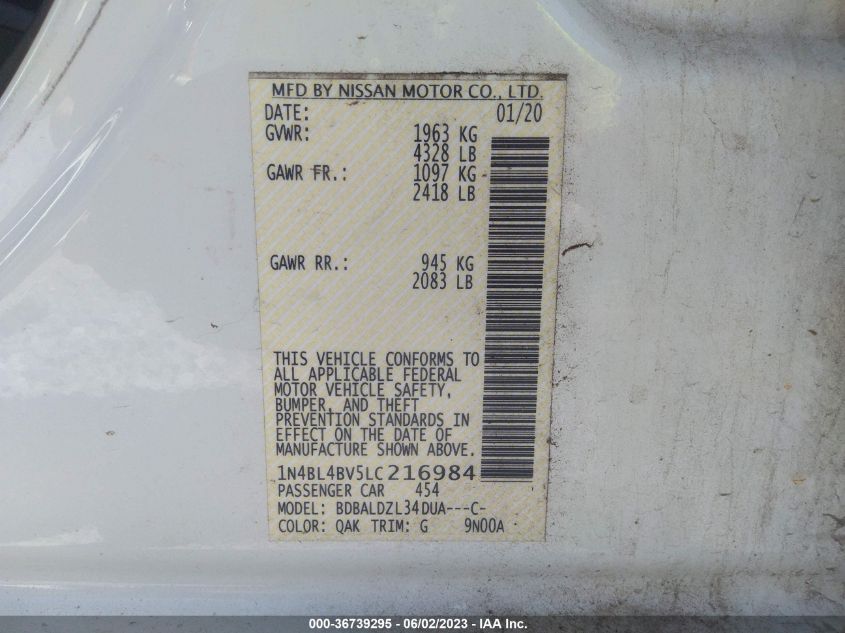 MFD BY NISSAN MOTOR CO., LTD.
DATE: 01/20
GVWR: 1963 KG
4328 LB
GAWR FR.: 1097 KG
2418 LB
GAWR RR.: 945 KG
2083 LB
THIS VEHICLE CONFORMS TO
ALL APPLICABLE FEDERAL
MOTOR VEHICLE SAFETY,
BUMPER, AND THEFT
PREVENTION STANDARDS IN
EFFECT ON THE DATE OF
MANUFACTURE SHOWN ABOVE.
1N4BL4BV5LC216984
PASSENGER CAR 454
MODEL: BDBALDZL34DUA---C-
COLOR: QAK TRIM: G 9N00A
000-36739295 - 06/02/2023 - IAA Inc.